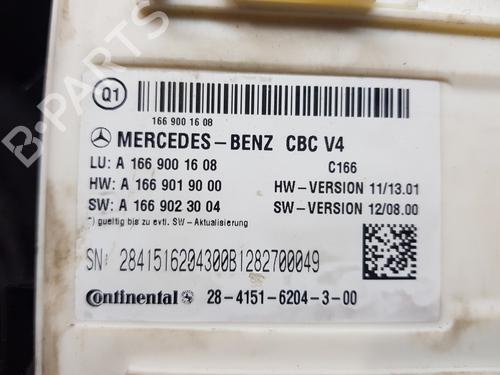 Q1
166 900 16 08
MERCEDES-BENZ CBC V4
LU: A 166 900 16 08 C166
HW: A 166 901 90 00 HW-VERSION 11/13.01
SW: A 166 902 30 04 SW-VERSION 12/08.00
*) gueltig bis zu evtl. SW-Aktualisierung
SN: 2841516204300B1282700049
Continental 28-4151-6204-3-00